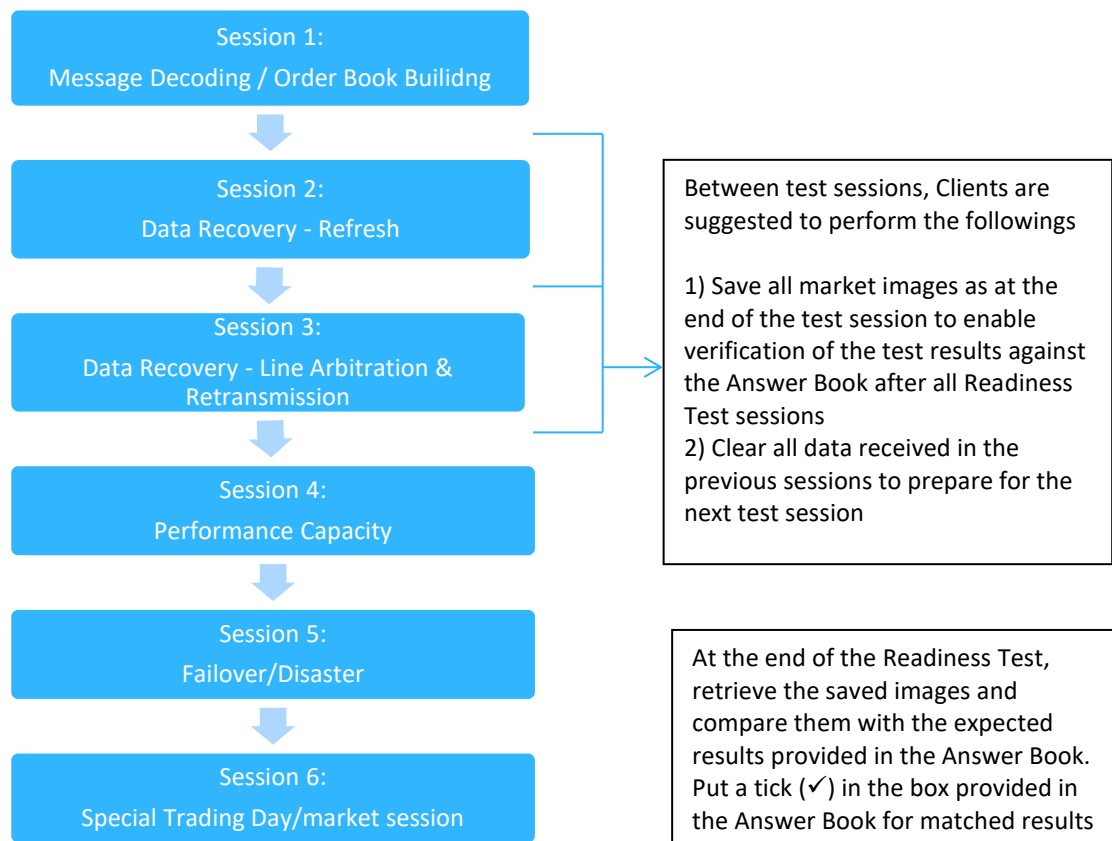 Session 1:
Message Decoding / Order Book Builidng
Session 2:
Data Recovery - Refresh
Session 3:
Data Recovery - Line Arbitration &
Retransmission
Session 4:
Performance Capacity
Session 5:
Failover/Disaster
Session 6:
Special Trading Day/market session
Between test sessions, Clients are
suggested to perform the followings
1) Save all market images as at the
end of the test session to enable
verification of the test results against
the Answer Book after all Readiness
Test sessions
2) Clear all data received in the
previous sessions to prepare for the
next test session
At the end of the Readiness Test,
retrieve the saved images and
compare them with the expected
results provided in the Answer Book.
Put a tick (✓) in the box provided in
the Answer Book for matched results